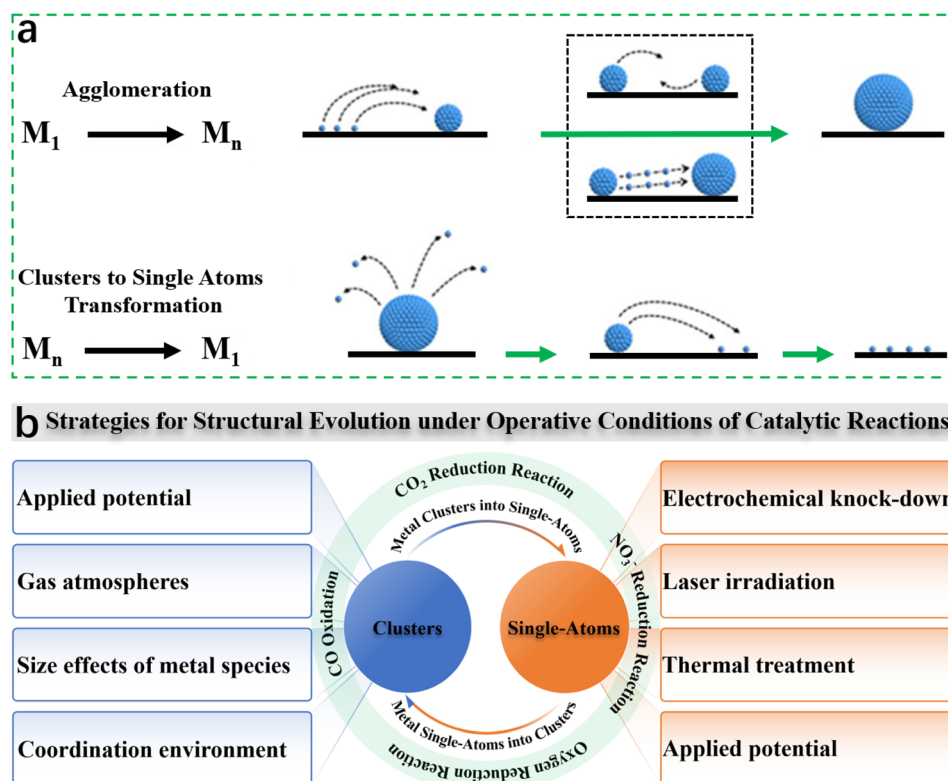 a
Agglomeration
M₁ Mₙ
Clusters to Single Atoms
Transformation
Mₙ M₁
b Strategies for Structural Evolution under Operative Conditions of Catalytic Reactions
Applied potential
Gas atmospheres
Size effects of metal species
Coordination environment
CO₂ Reduction Reaction
Metal Clusters into Single-Atoms
CO Oxidation
NO₃⁻ Reduction Reaction
Clusters
Single-Atoms
Metal Single-Atoms into Clusters
Oxygen Reduction Reaction
Electrochemical knock-down
Laser irradiation
Thermal treatment
Applied potential